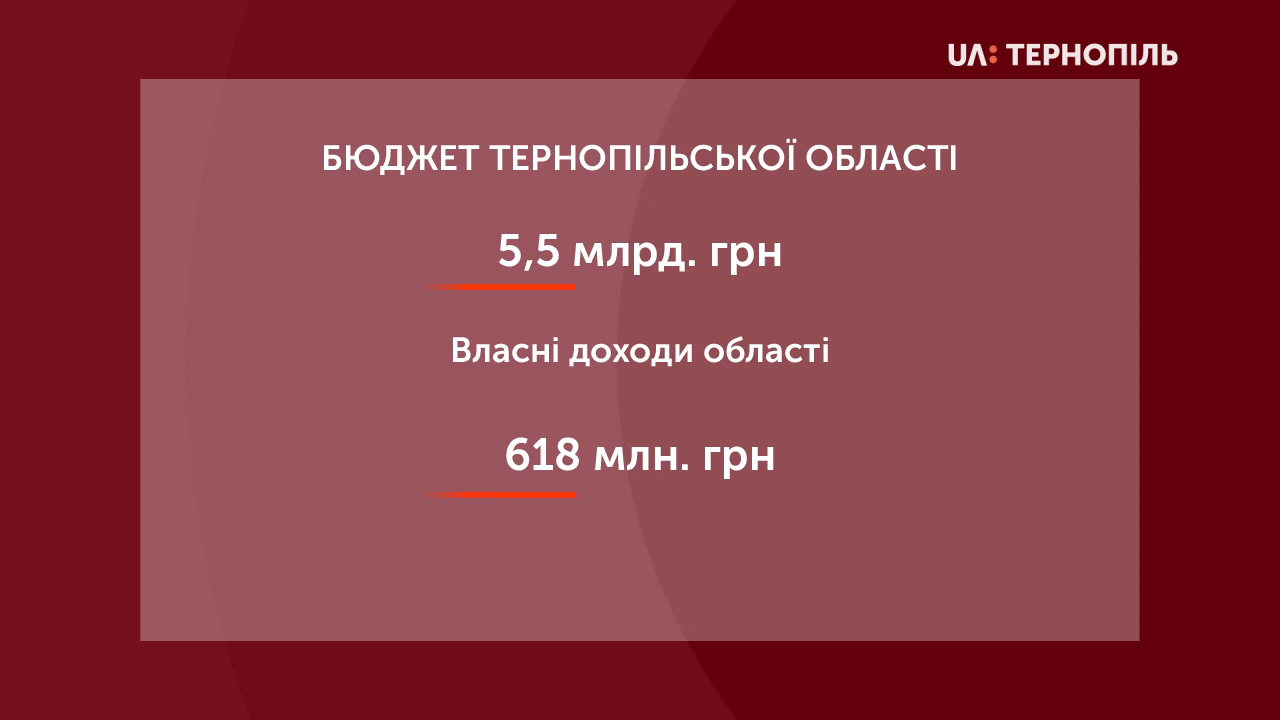 UA: ТЕРНОПІЛЬ
БЮДЖЕТ ТЕРНОПІЛЬСЬКОЇ ОБЛАСТІ
5,5 млрд. грн
Власні доходи області
618 млн. грн